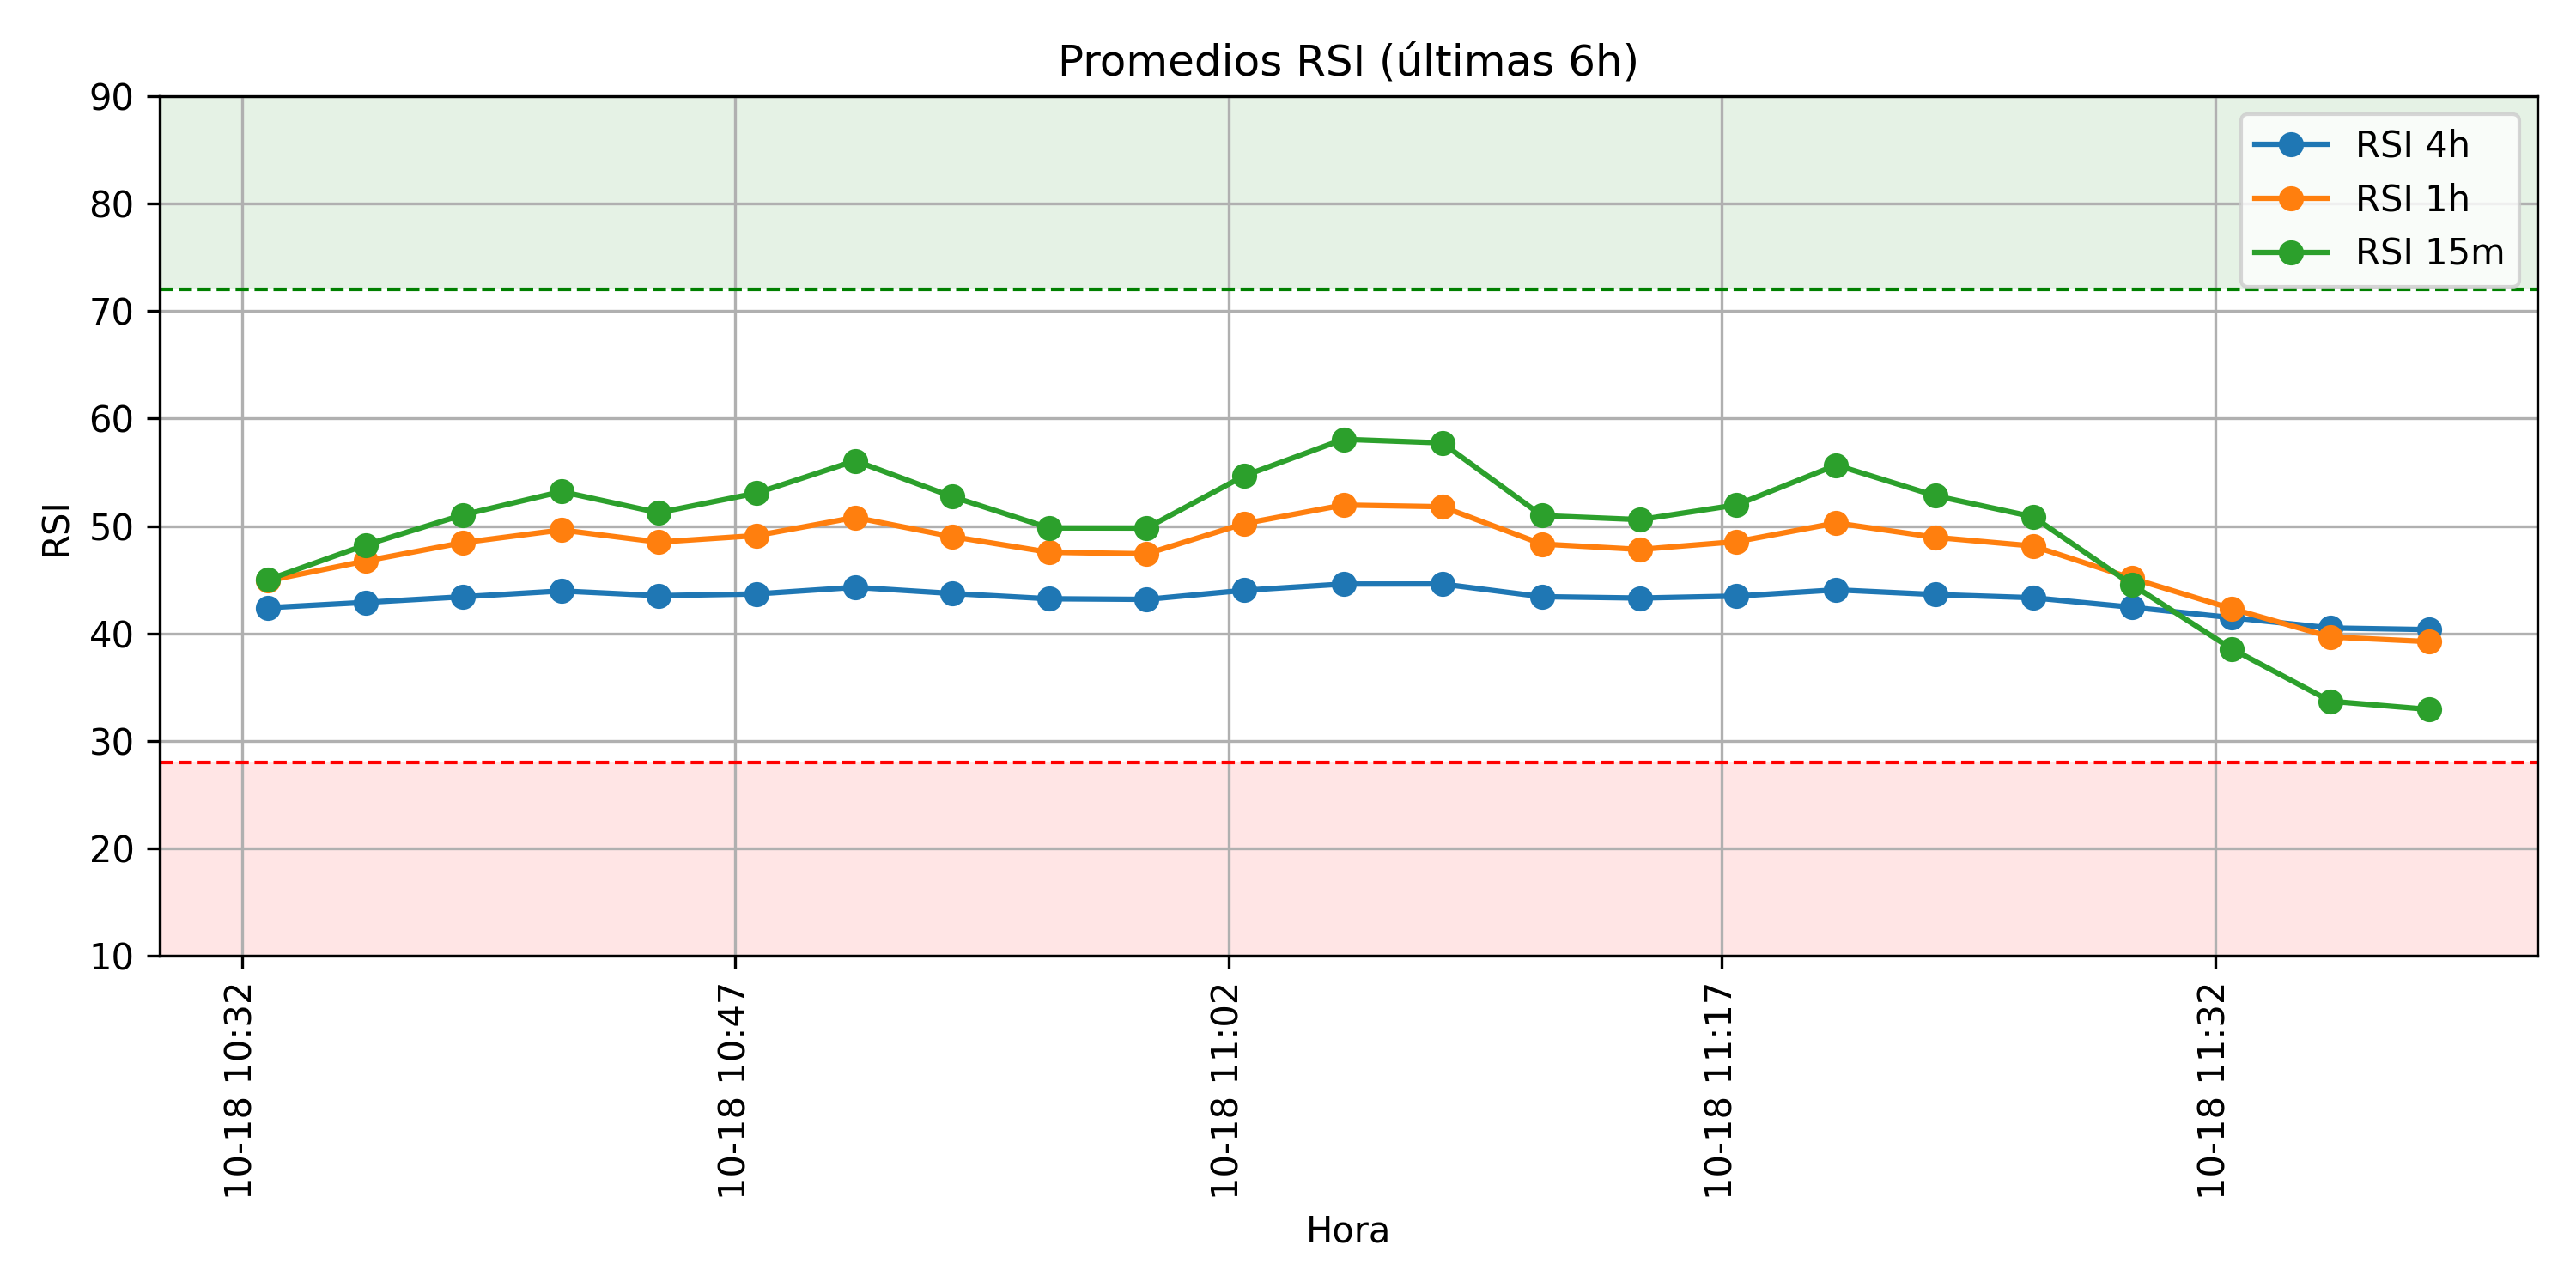 Promedios RSI (últimas 6h)
90
80
70
60
50
40
30
20
10
RSI
RSI 4h
RSI 1h
RSI 15m
10-18 10:32
10-18 10:47
10-18 11:02
10-18 11:17
10-18 11:32
Hora